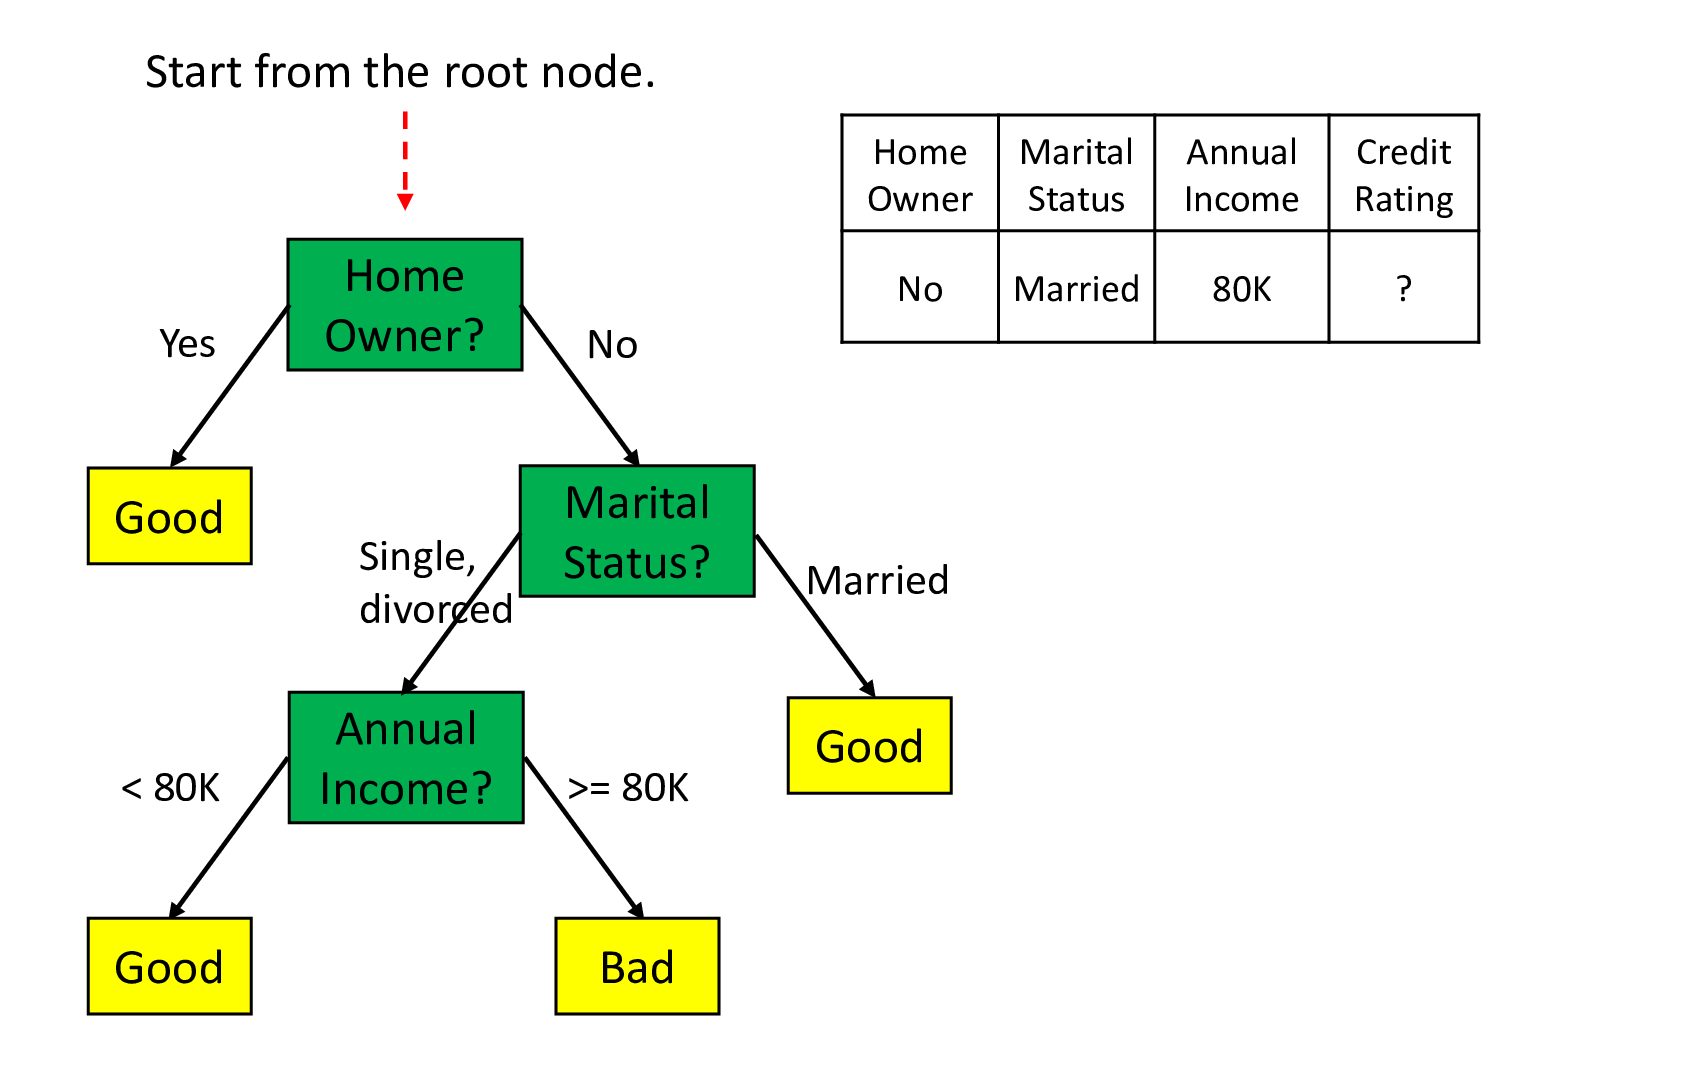 Start from the root node.
Home
Owner?
Yes
No
Good
Marital
Status?
Single,
divorced
Married
Annual
Income?
Good
< 80K
>= 80K
Good
Bad
Home
Owner
Marital
Status
Annual
Income
Credit
Rating
No
Married
80K
?